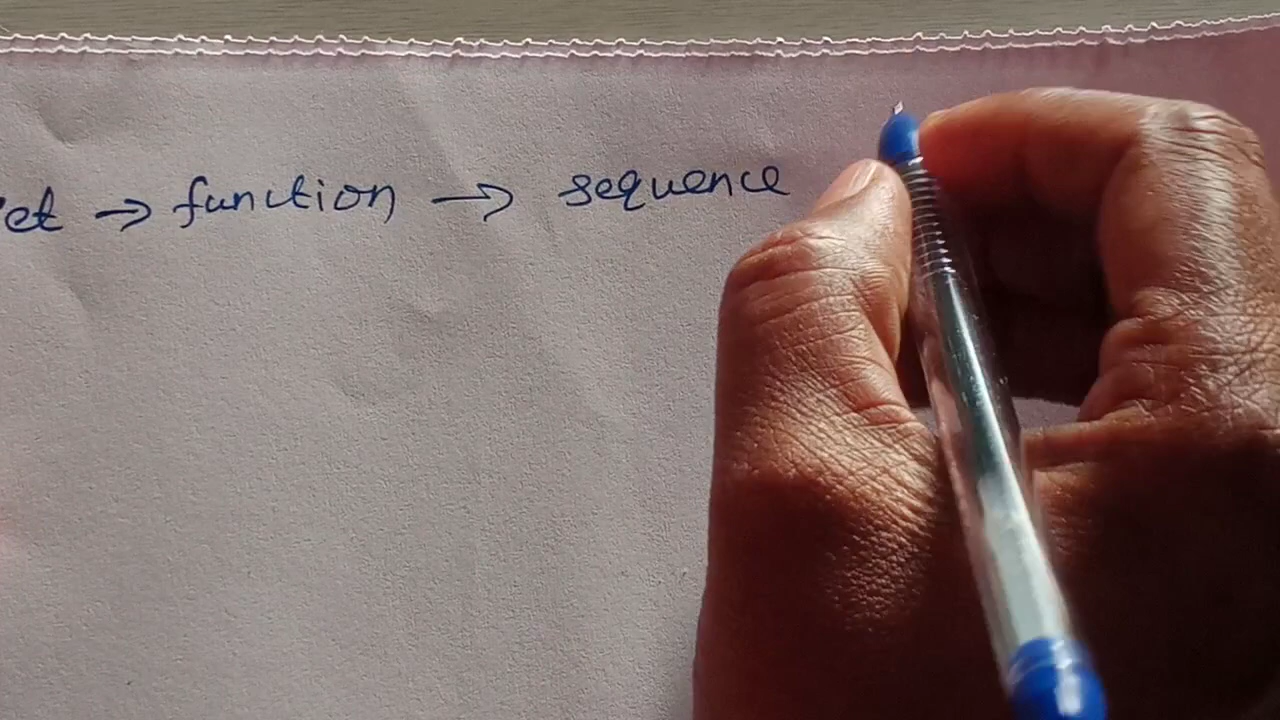 et → function → sequence